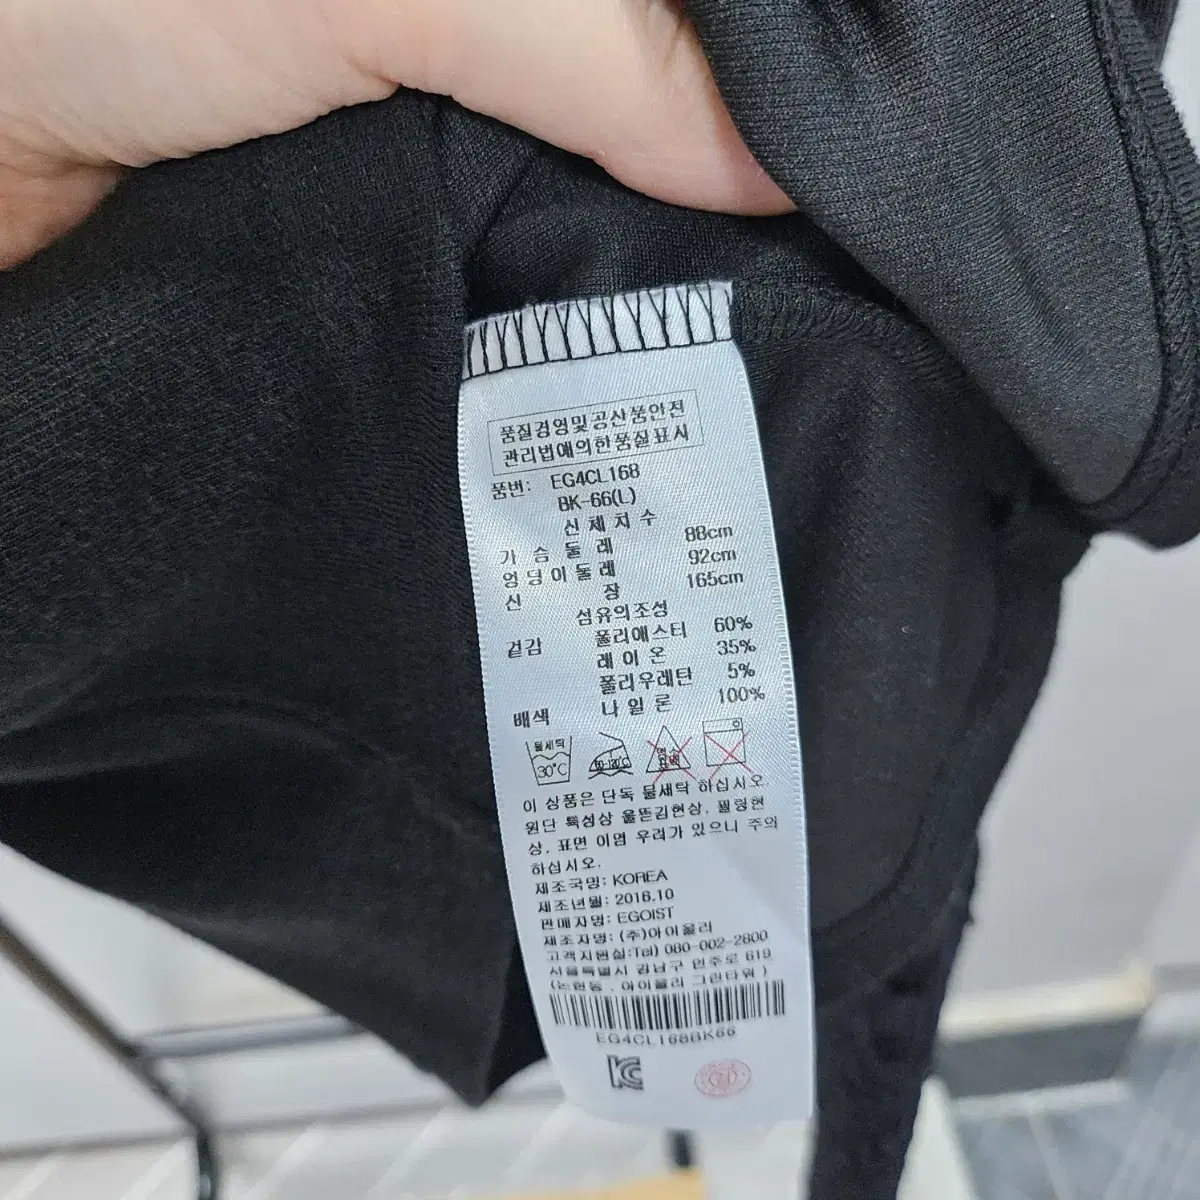 품질경영및공산품안전
관리법에의한품질표시
품번: EG4CL168
BK-66(L)
신체치수
가슴둘레 88cm
엉덩이둘레 92cm
신장 165cm
섬유의조성
겉감 폴리에스터 60%
레이온 35%
폴리우레탄 5%
배색 나일론 100%
물세탁
30℃
염소
표백
이 상품은 단독 물세탁 하십시오.
원단 특성상 올뜯김현상, 필링현
상, 표면 이염 우려가 있으니 주의
하십시오.
제조국명: KOREA
제조년월: 2016.10
판매자명: EGOIST
제조자명: (주)아이올리
고객지원실:Tel) 080-002-2800
서울특별시 강남구 언주로 619
(논현동, 아이올리 그린타워)
EG4CL168BK66
KC